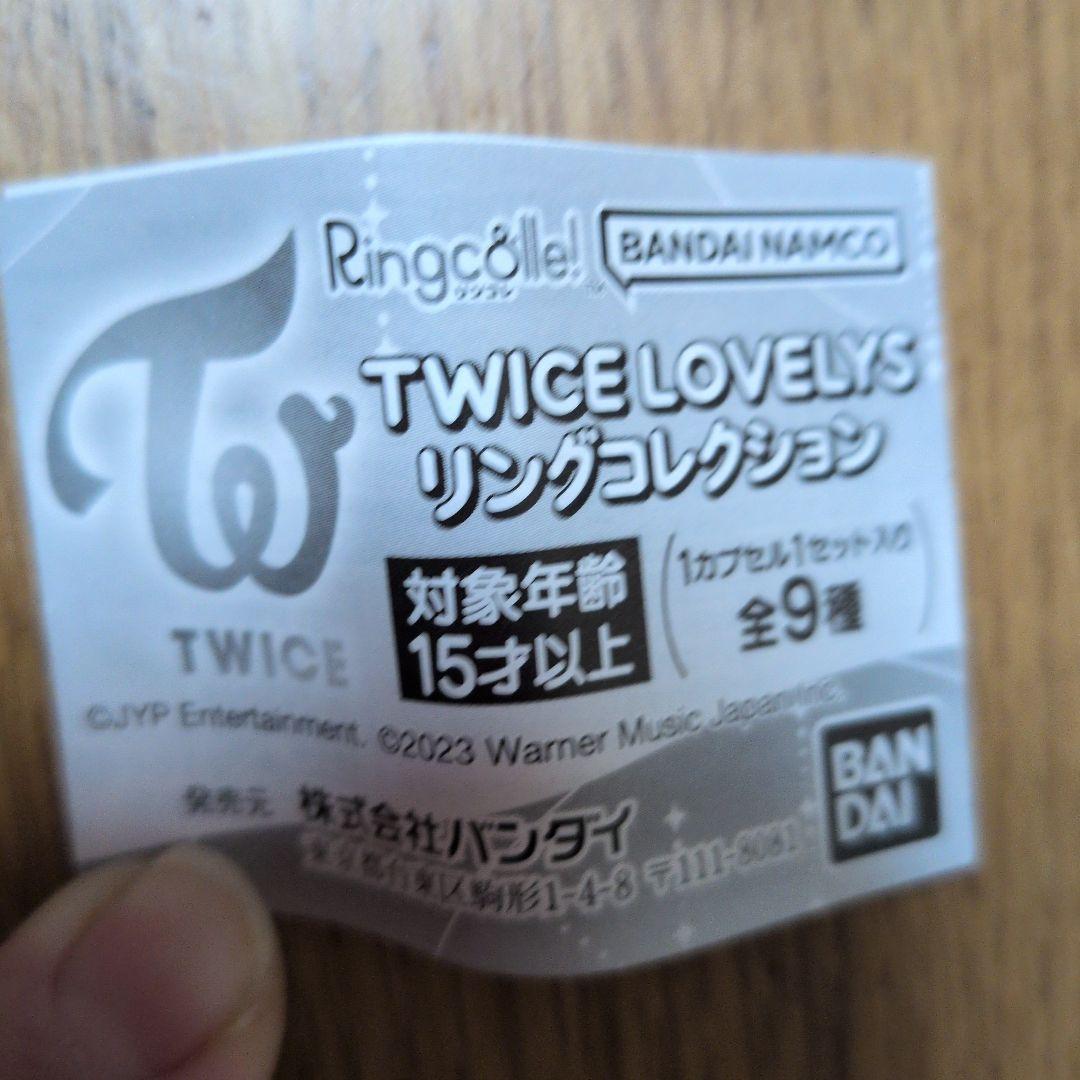 Ringcolle!
リンコレ
TM
BANDAI NAMCO
TWICE LOVELYS
リングコレクション
対象年齢
15才以上
1カプセル1セット入り
全9種
TWICE
©JYP Entertainment. ©2023 Warner Music Japan Inc.
発売元 株式会社バンダイ
東京都台東区駒形1-4-8 〒111-8081
BAN
DAI